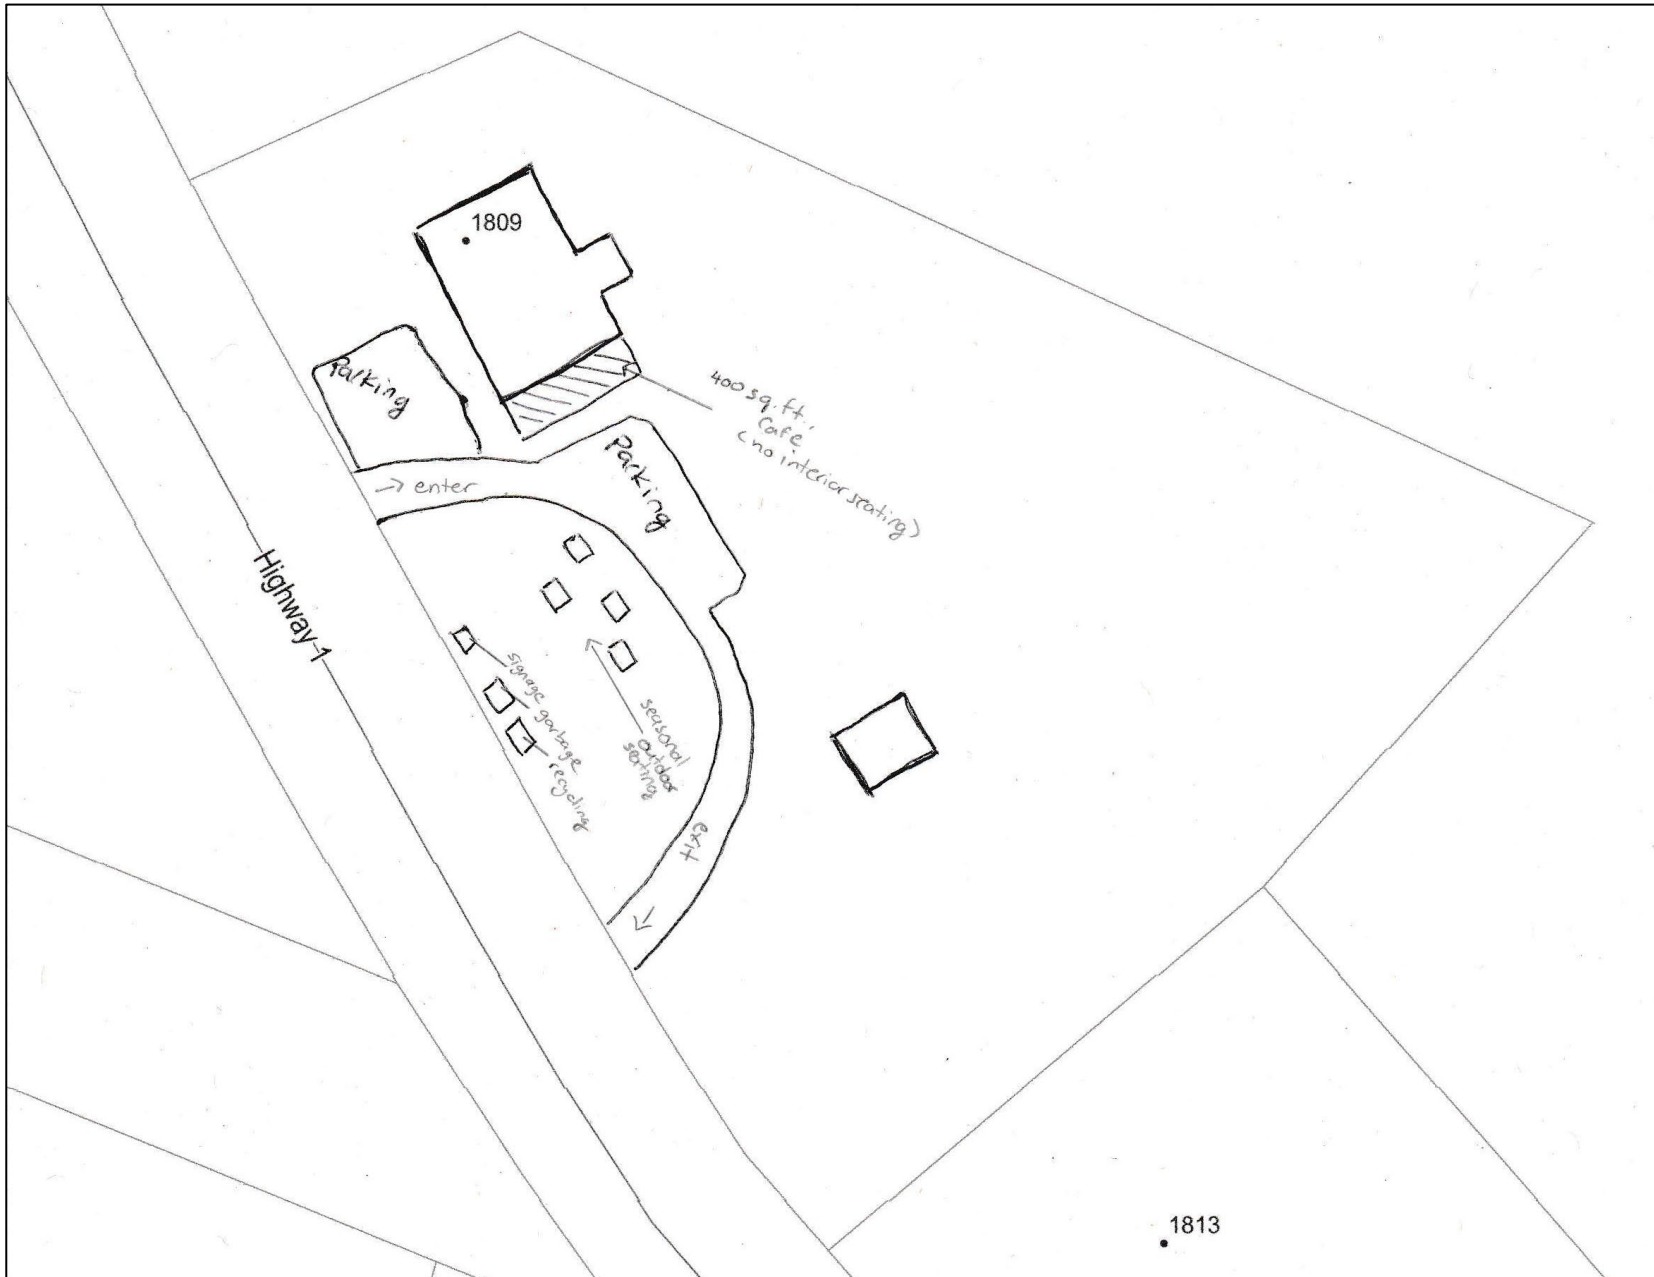 1809
Parking
400 sq.ft.
Cafe
(no interior seating)
Parking
→ enter
Highway 1
signage
garbage
recycling
seasonal
outdoor
seating
exit
1813